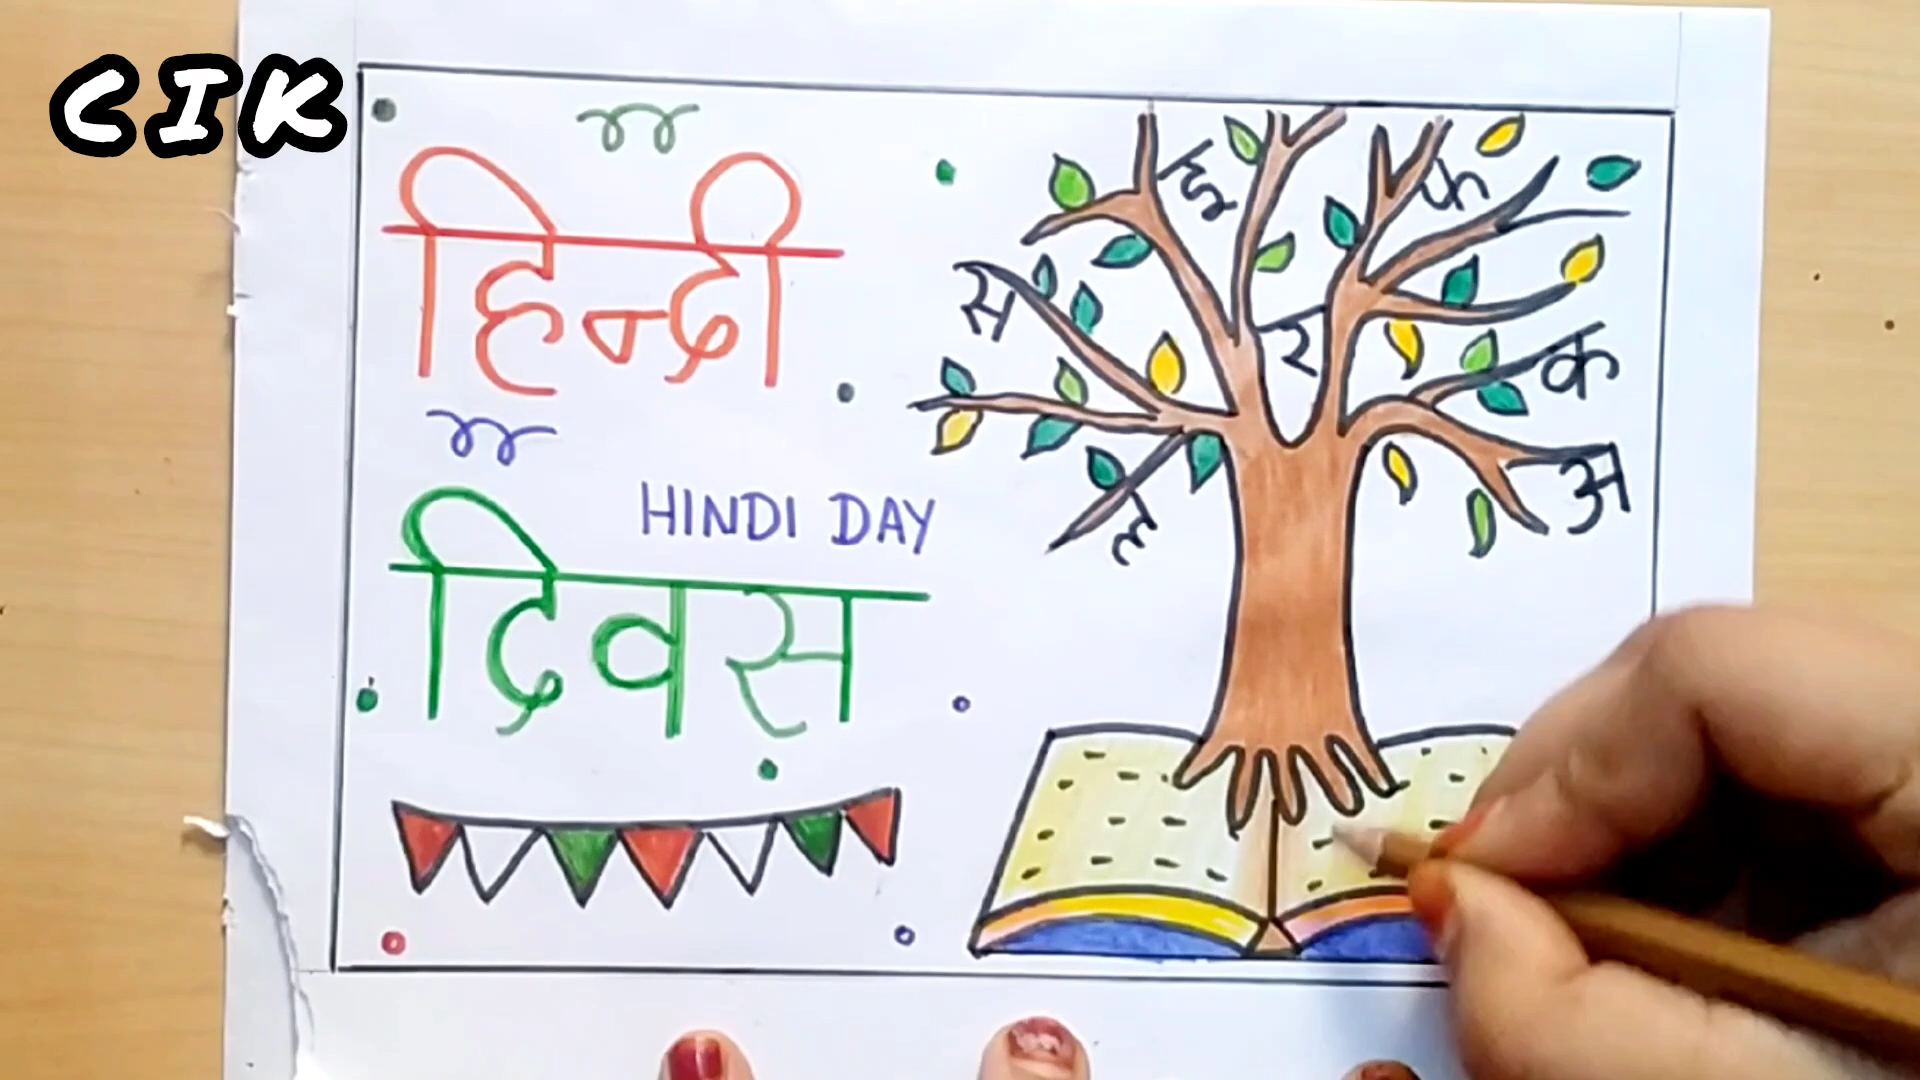 CIK
हिन्दी
HINDI DAY
दिवस
फ
स
र
क
अ